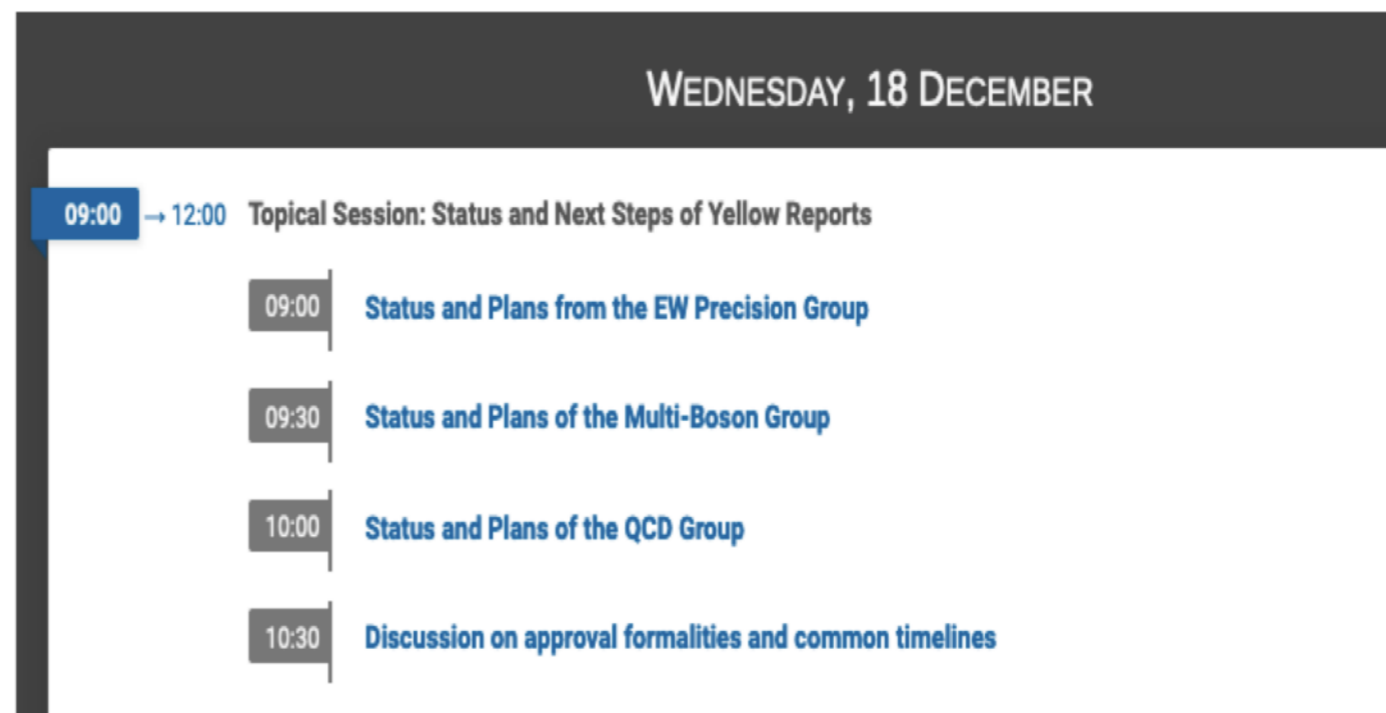 WEDNESDAY, 18 DECEMBER
09:00 → 12:00 Topical Session: Status and Next Steps of Yellow Reports
09:00 Status and Plans from the EW Precision Group
09:30 Status and Plans of the Multi-Boson Group
10:00 Status and Plans of the QCD Group
10:30 Discussion on approval formalities and common timelines